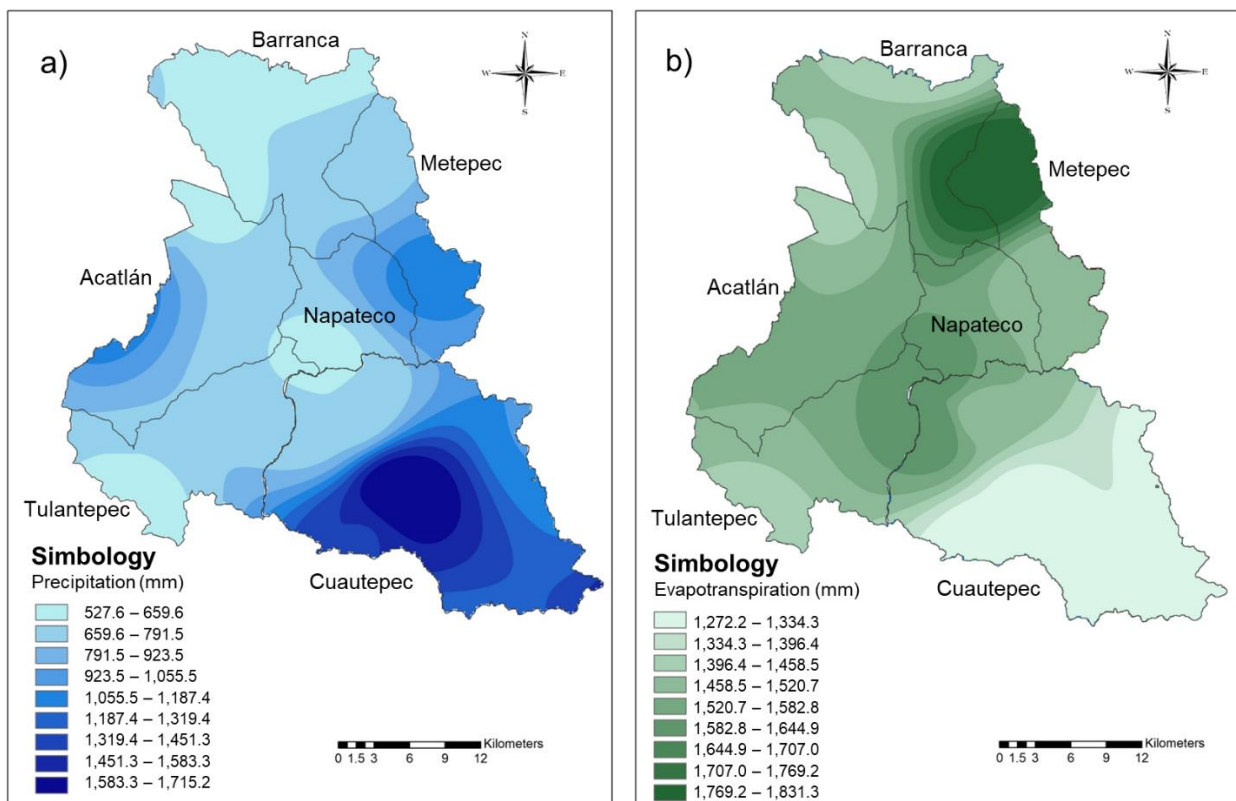 a)
Barranca
N
W
E
S
Metepec
Acatlán
Napateco
Tulantepec
Cuautepec
Simbology
Precipitation (mm)
527.6 – 659.6
659.6 – 791.5
791.5 – 923.5
923.5 – 1,055.5
1,055.5 – 1,187.4
1,187.4 – 1,319.4
1,319.4 – 1,451.3
1,451.3 – 1,583.3
1,583.3 – 1,715.2
Kilometers
0 1.5 3 6 9 12
b)
Barranca
N
W
E
S
Metepec
Acatlán
Napateco
Tulantepec
Cuautepec
Simbology
Evapotranspiration (mm)
1,272.2 – 1,334.3
1,334.3 – 1,396.4
1,396.4 – 1,458.5
1,458.5 – 1,520.7
1,520.7 – 1,582.8
1,582.8 – 1,644.9
1,644.9 – 1,707.0
1,707.0 – 1,769.2
1,769.2 – 1,831.3
Kilometers
0 1.5 3 6 9 12